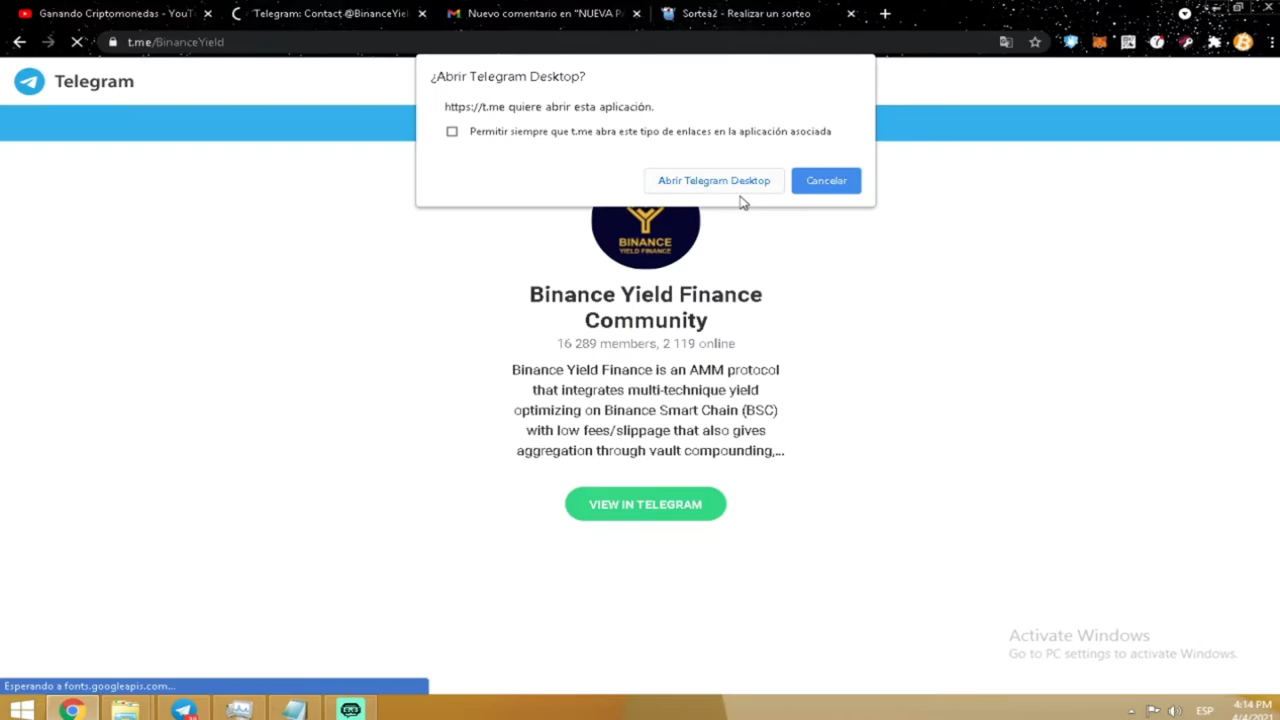 Ganando Criptomonedas - YouT
Telegram: Contact @BinanceYiel
Nuevo comentario en "NUEVA PA
Sortea2 - Realizar un sorteo
t.me/BinanceYield
Telegram
¿Abrir Telegram Desktop?
https://t.me quiere abrir esta aplicación.
Permitir siempre que t.me abra este tipo de enlaces en la aplicación asociada
Abrir Telegram Desktop
Cancelar
BINANCE
YIELD FINANCE
Binance Yield Finance
Community
16 289 members, 2 119 online
Binance Yield Finance is an AMM protocol
that integrates multi-technique yield
optimizing on Binance Smart Chain (BSC)
with low fees/slippage that also gives
aggregation through vault compounding,...
VIEW IN TELEGRAM
Activate Windows
Go to PC settings to activate Windows.
Esperando a fonts.googleapis.com...
ESP
4:14 PM
4/4/2021